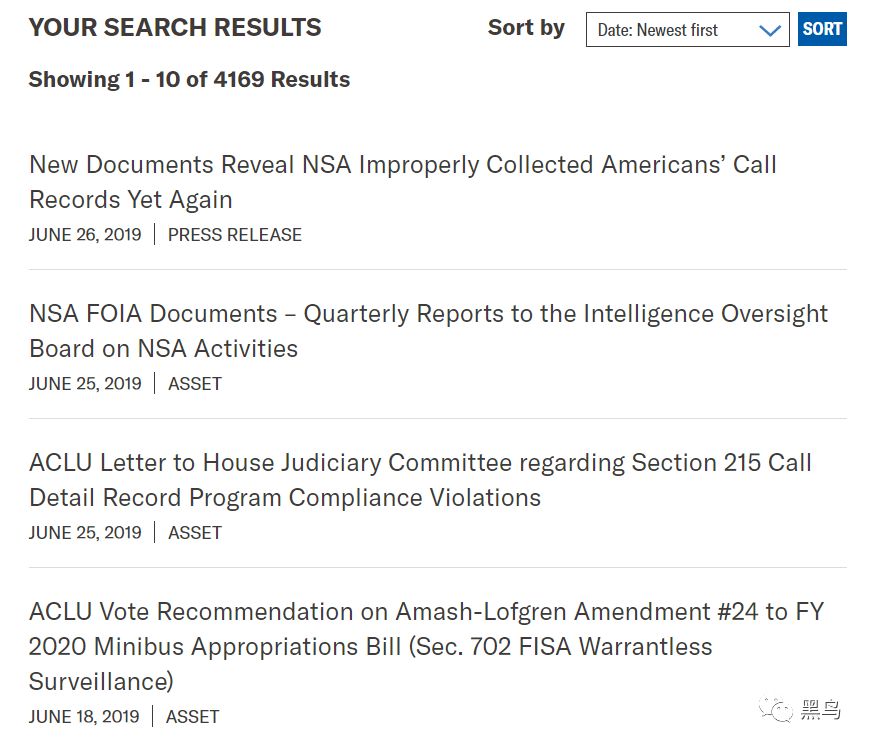 YOUR SEARCH RESULTS
Sort by
Date: Newest first
SORT
Showing 1 - 10 of 4169 Results
New Documents Reveal NSA Improperly Collected Americans’ Call
Records Yet Again
JUNE 26, 2019 | PRESS RELEASE
NSA FOIA Documents – Quarterly Reports to the Intelligence Oversight
Board on NSA Activities
JUNE 25, 2019 | ASSET
ACLU Letter to House Judiciary Committee regarding Section 215 Call
Detail Record Program Compliance Violations
JUNE 25, 2019 | ASSET
ACLU Vote Recommendation on Amash-Lofgren Amendment #24 to FY
2020 Minibus Appropriations Bill (Sec. 702 FISA Warrantless
Surveillance)
JUNE 18, 2019 | ASSET
黑鸟